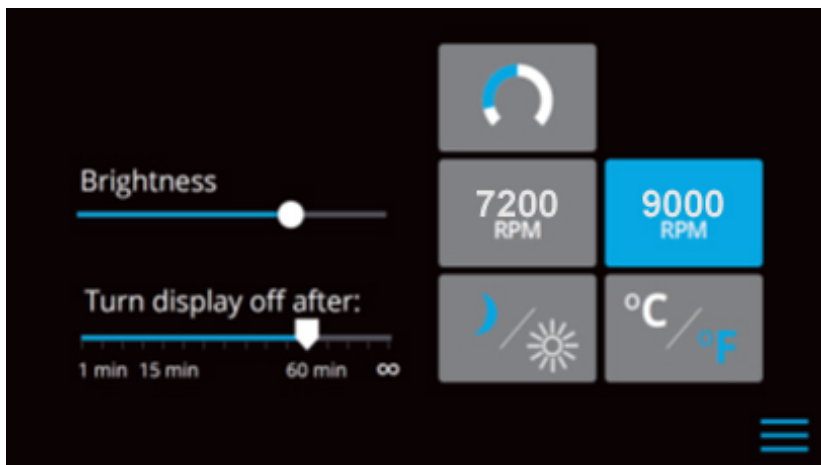 Brightness
Turn display off after:
1 min 15 min 60 min ∞
7200
RPM
9000
RPM
°C/°F